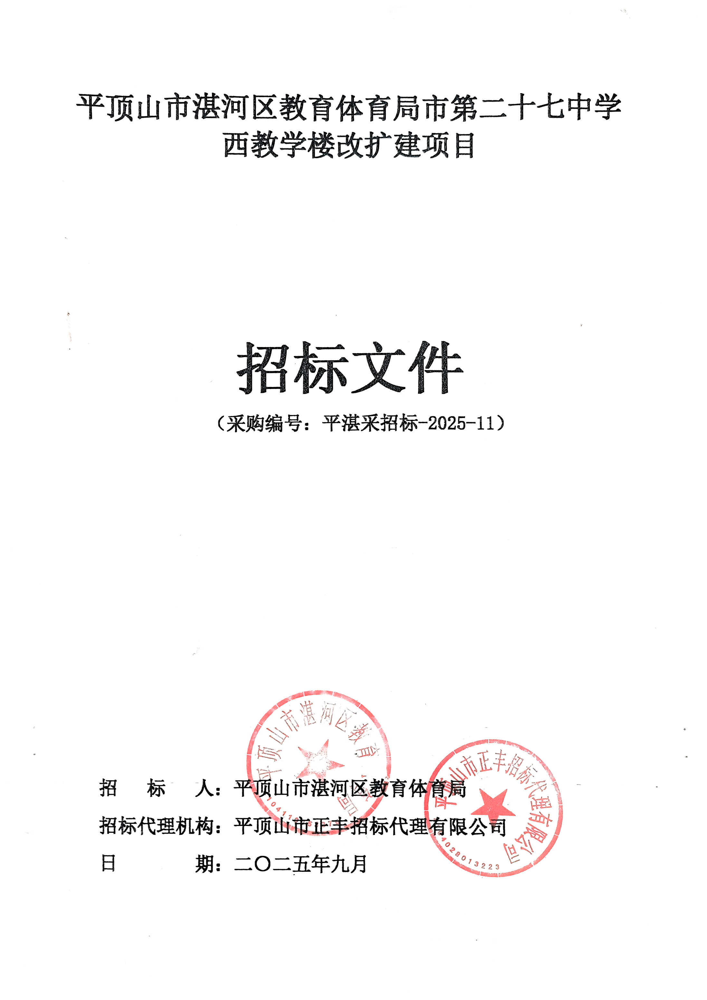 平顶山市湛河区教育体育局市第二十七中学
西教学楼改扩建项目
招标文件
（采购编号：平湛采招标-2025-11）
平顶山市湛河区教育
平顶山市正丰招标代理有限公司
招标人：平顶山市湛河区教育体育局
招标代理机构：平顶山市正丰招标代理有限公司
日期：二〇二五年九月